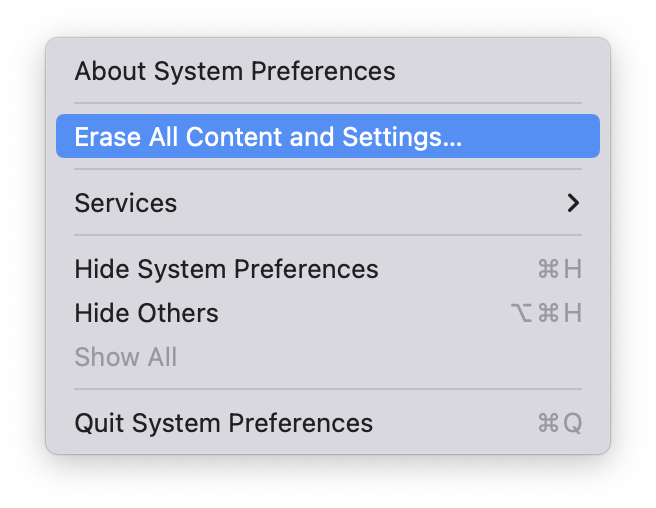 About System Preferences
Erase All Content and Settings...
Services
Hide System Preferences ⌘H
Hide Others ⌥⌘H
Show All
Quit System Preferences ⌘Q